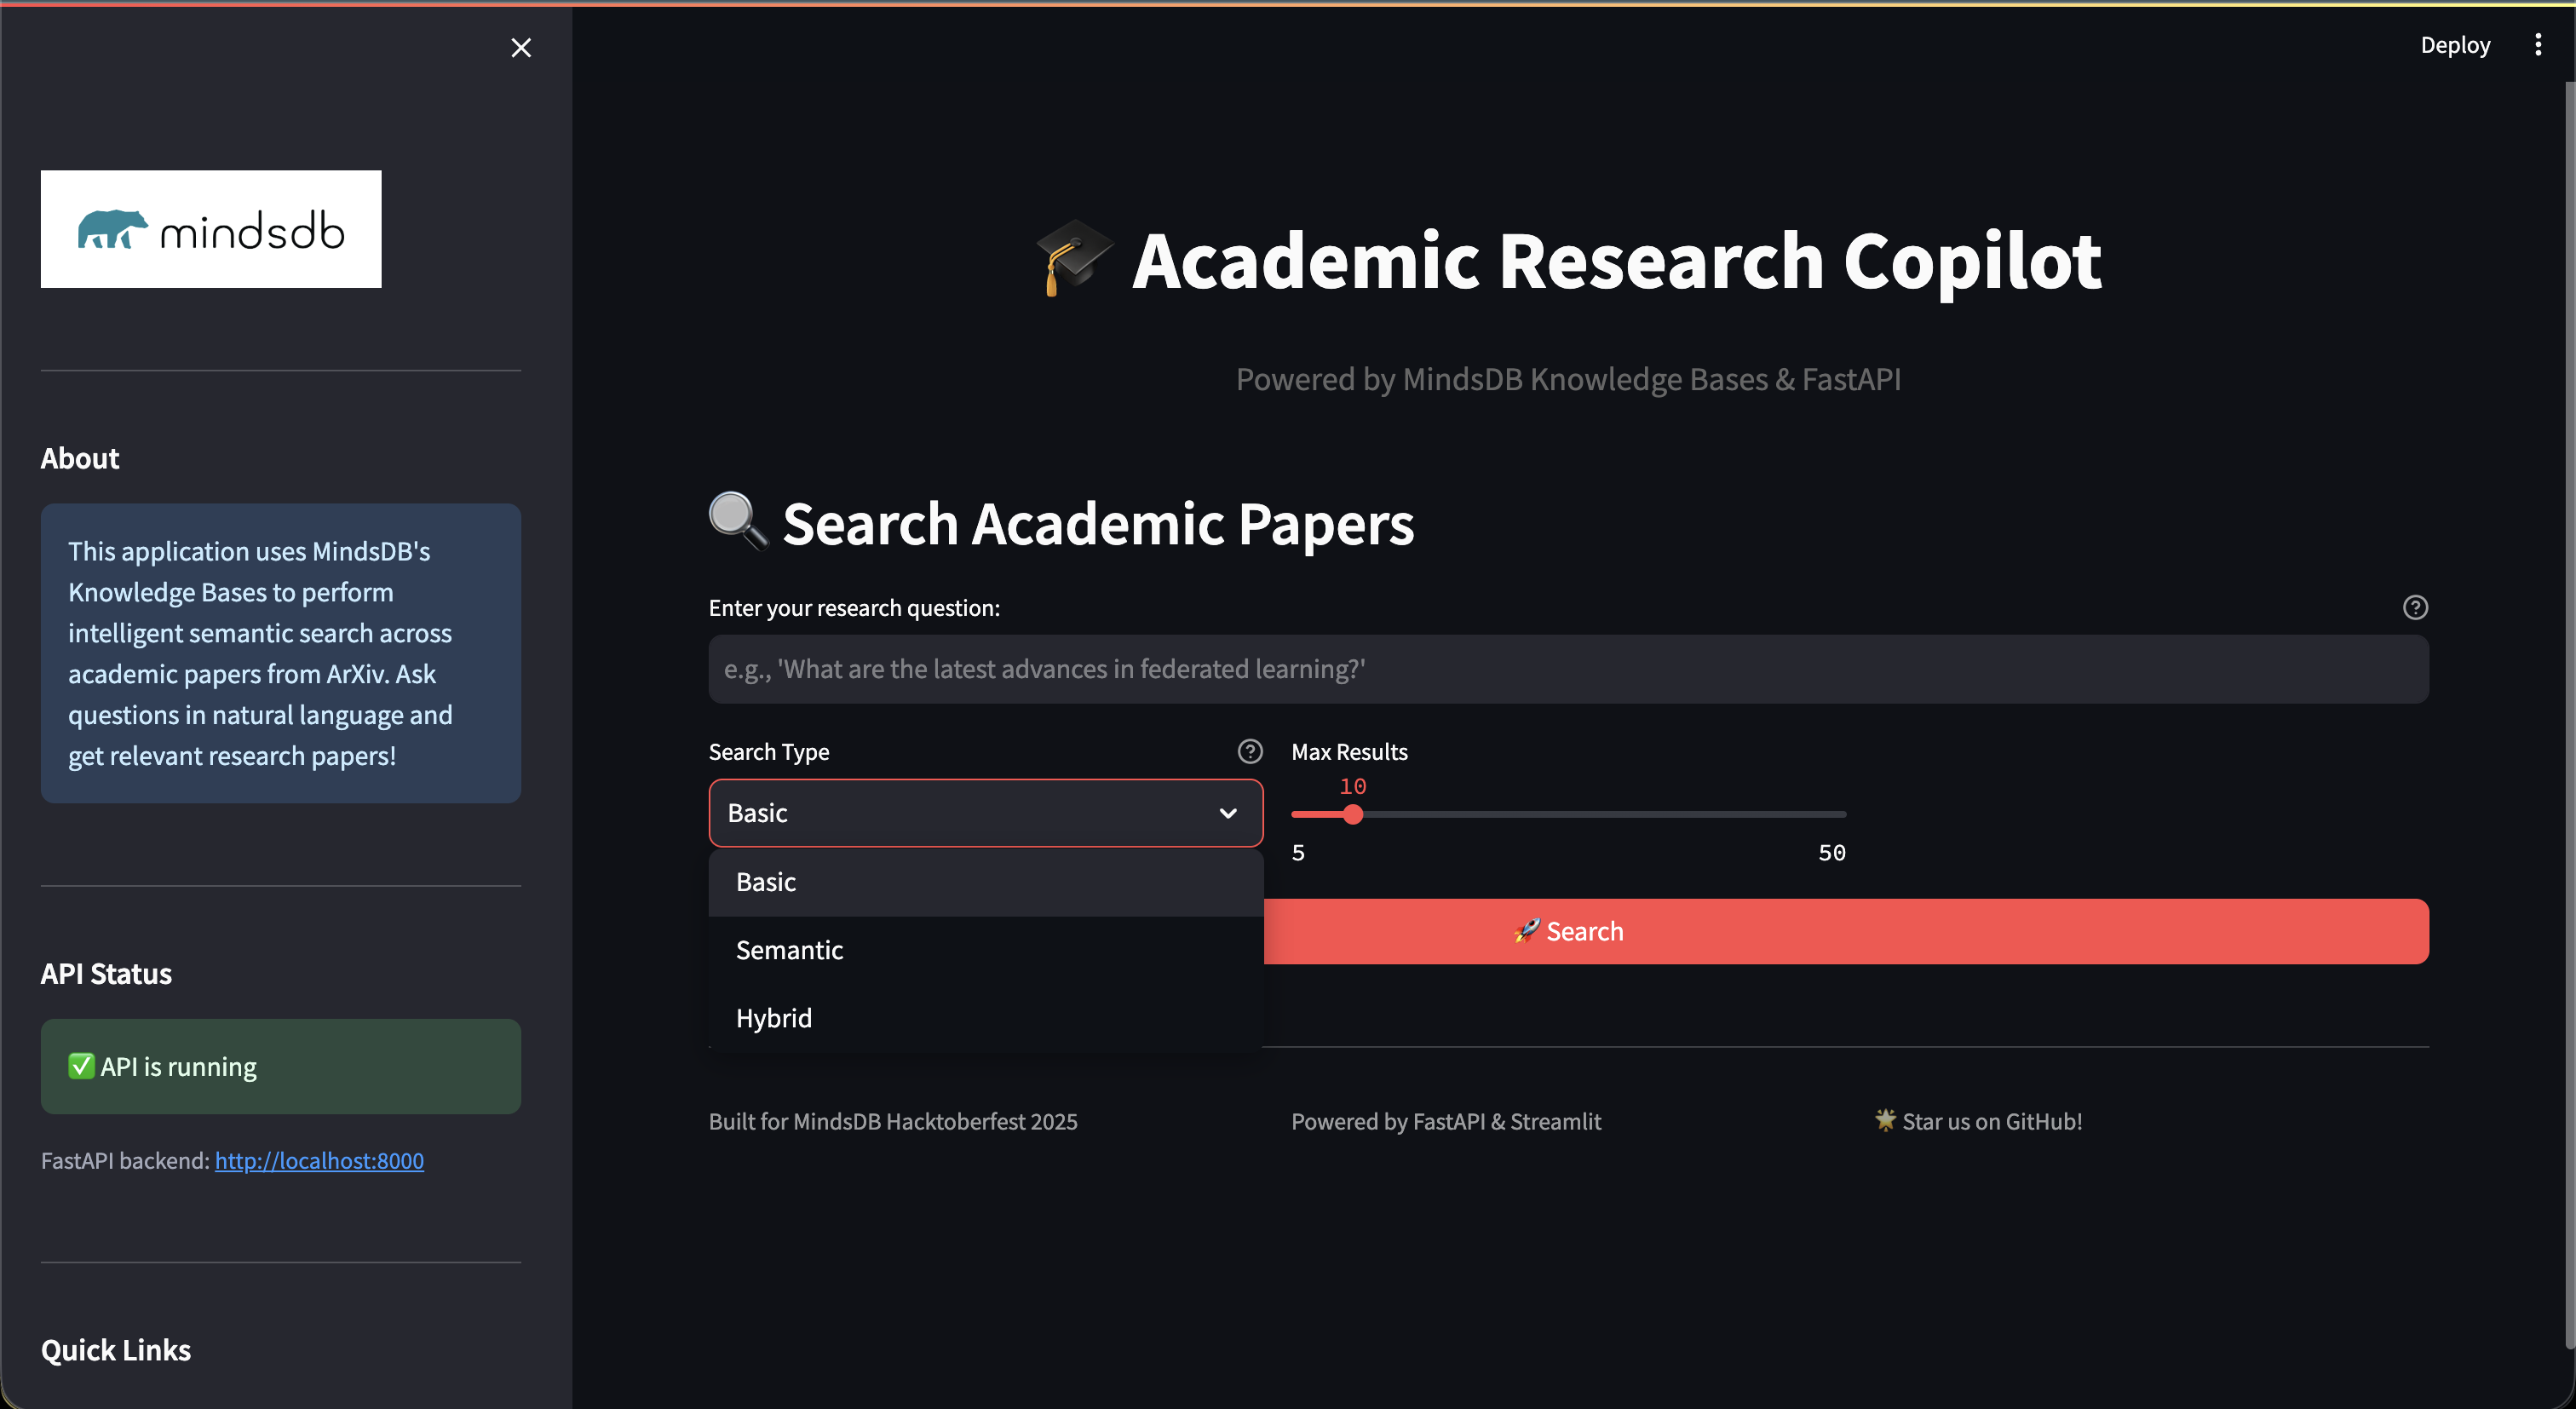 Deploy
mindsdb
About
This application uses MindsDB's
Knowledge Bases to perform
intelligent semantic search across
academic papers from ArXiv. Ask
questions in natural language and
get relevant research papers!
API Status
✅ API is running
FastAPI backend: http://localhost:8000
Quick Links
🎓 Academic Research Copilot
Powered by MindsDB Knowledge Bases & FastAPI
🔍 Search Academic Papers
Enter your research question:
e.g., 'What are the latest advances in federated learning?'
Search Type
Basic
Basic
Semantic
Hybrid
Max Results
10
5 50
🚀 Search
Built for MindsDB Hacktoberfest 2025
Powered by FastAPI & Streamlit
🌟 Star us on GitHub!